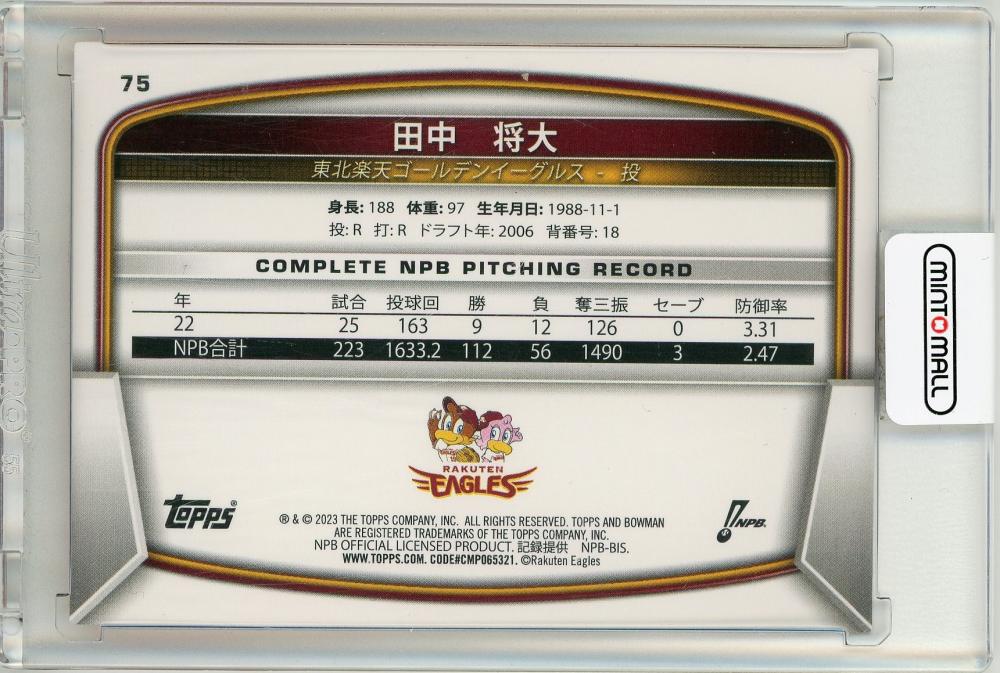 75
田中 将大
東北楽天ゴールデンイーグルス - 投
身長: 188 体重: 97 生年月日: 1988-11-1
投: R 打: R ドラフト年: 2006 背番号: 18
COMPLETE NPB PITCHING RECORD
年 試合 投球回 勝 負 奪三振 セーブ 防御率
22 25 163 9 12 126 0 3.31
NPB合計 223 1633.2 112 56 1490 3 2.47
RAKUTEN
EAGLES
topps®
NPB.
® & © 2023 THE TOPPS COMPANY, INC. ALL RIGHTS RESERVED. TOPPS AND BOWMAN
ARE REGISTERED TRADEMARKS OF THE TOPPS COMPANY, INC.
NPB OFFICIAL LICENSED PRODUCT. 記録提供 NPB-BIS.
WWW.TOPPS.COM. CODE#CMP065321. ©Rakuten Eagles
MINT MALL
Ultra PRO®